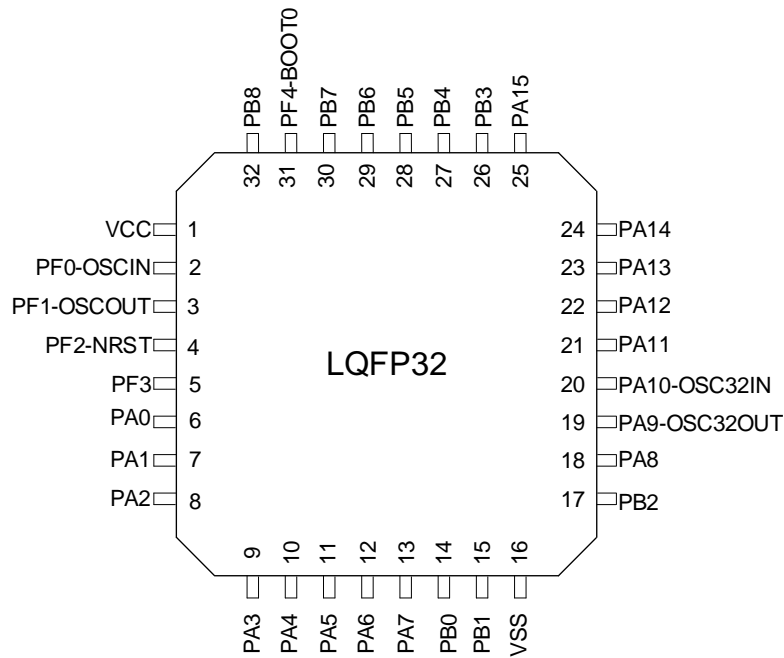 PB8
PF4-BOOT0
PB7
PB6
PB5
PB4
PB3
PA15
32
31
30
29
28
27
26
25
VCC 1
PF0-OSCIN 2
PF1-OSCOUT 3
PF2-NRST 4
PF3 5
PA0 6
PA1 7
PA2 8
LQFP32
24 PA14
23 PA13
22 PA12
21 PA11
20 PA10-OSC32IN
19 PA9-OSC32OUT
18 PA8
17 PB2
9
10
11
12
13
14
15
16
PA3
PA4
PA5
PA6
PA7
PB0
PB1
VSS